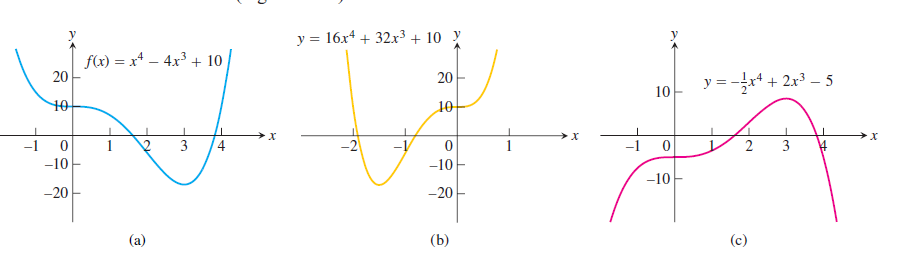 y
f(x) = x⁴ − 4x³ + 10
20
10
−1 0 1 2 3 4 x
−10
−20
(a)
y = 16x⁴ + 32x³ + 10 y
20
10
−2 −1 0 1 x
−10
−20
(b)
y
y = −½x⁴ + 2x³ − 5
10
−1 0 1 2 3 4 x
−10
(c)